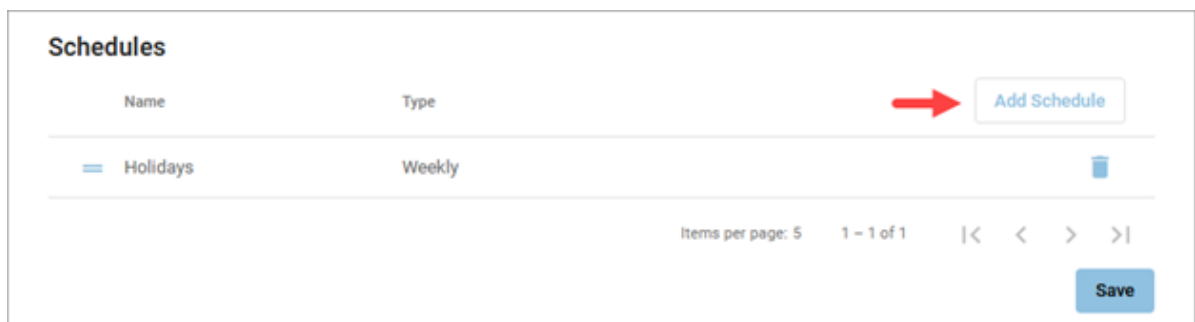 Schedules
Name Type Add Schedule
Holidays Weekly
Items per page: 5 1 – 1 of 1
Save